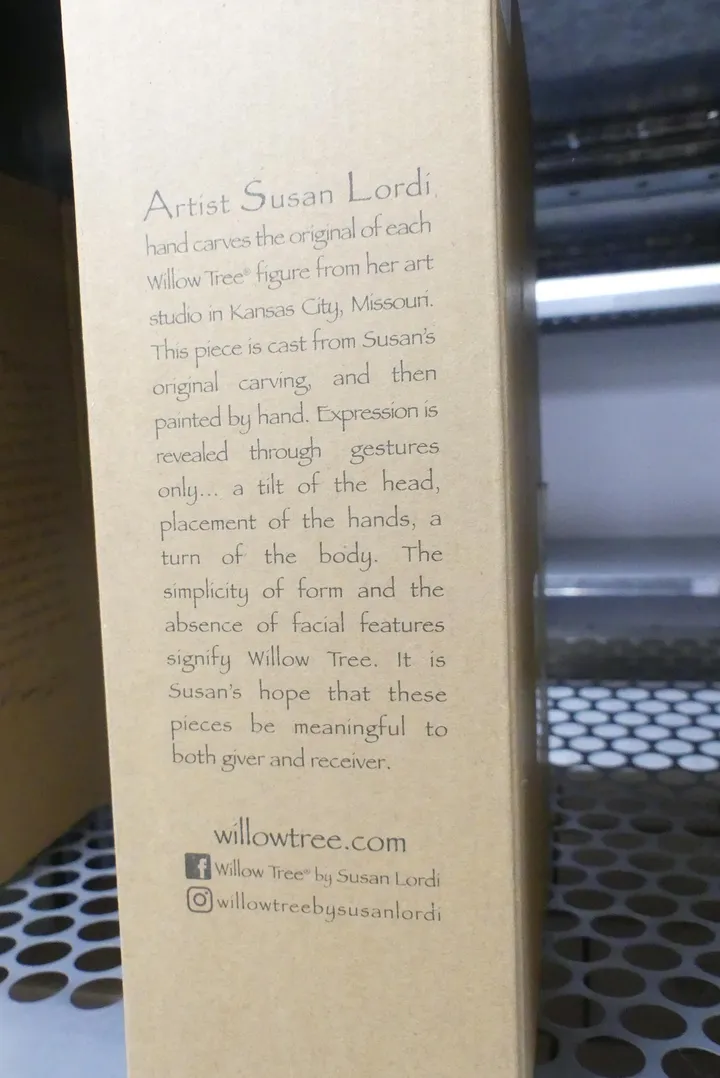 Artist Susan Lordi
hand carves the original of each
Willow Tree® figure from her art
studio in Kansas City, Missouri.
This piece is cast from Susan's
original carving, and then
painted by hand. Expression is
revealed through gestures
only... a tilt of the head,
placement of the hands, a
turn of the body. The
simplicity of form and the
absence of facial features
signify Willow Tree. It is
Susan's hope that these
pieces be meaningful to
both giver and receiver.
willowtree.com
Willow Tree® by Susan Lordi
willowtreebysusanlordi